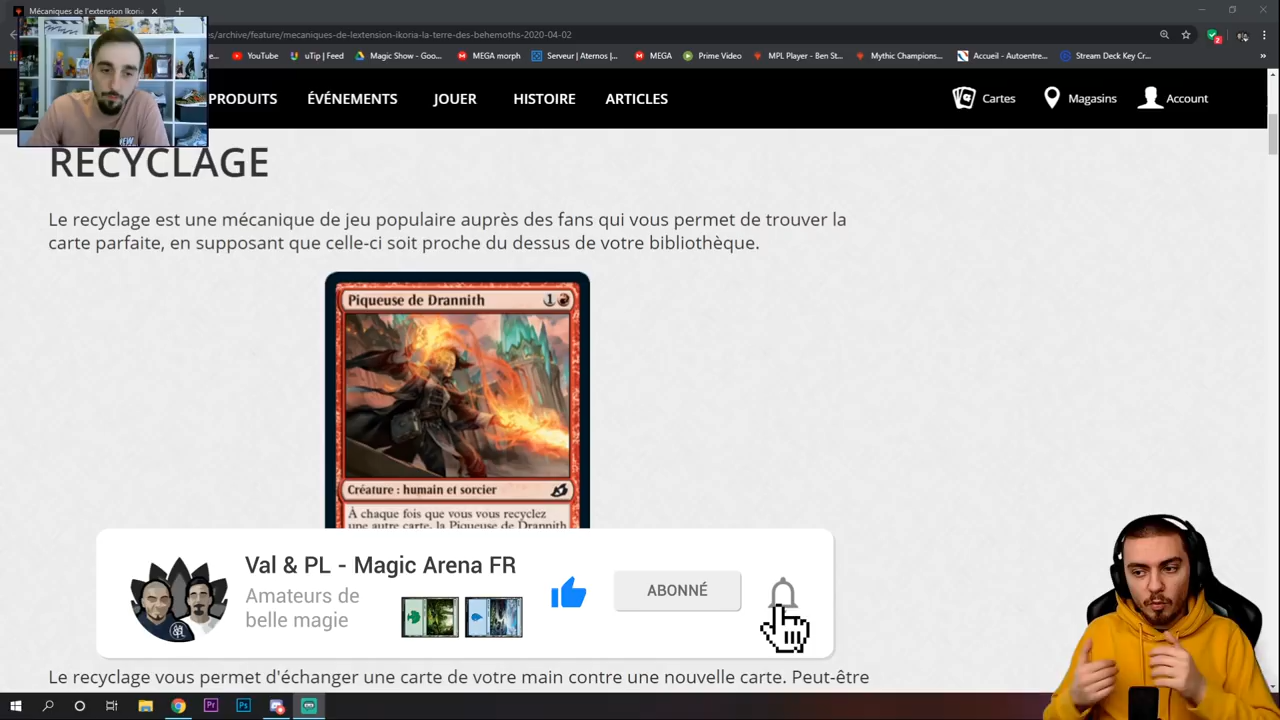 Mécaniques de l'extension Ikoria
es/archive/feature/mecaniques-de-lextension-ikoria-la-terre-des-behemoths-2020-04-02
YouTube
uTip | Feed
Magic Show - Goo...
MEGA morph
Serveur | Aternos |...
MEGA
Prime Video
MPL Player - Ben St...
Mythic Champions...
Accueil - Autoentre...
Stream Deck Key Cr...
PRODUITS
ÉVÉNEMENTS
JOUER
HISTOIRE
ARTICLES
Cartes
Magasins
Account
RECYCLAGE
Le recyclage est une mécanique de jeu populaire auprès des fans qui vous permet de trouver la
carte parfaite, en supposant que celle-ci soit proche du dessus de votre bibliothèque.
Piqueuse de Drannith
1
Créature : humain et sorcier
À chaque fois que vous vous recyclez
une autre carte, la Piqueuse de Drannith
Val & PL - Magic Arena FR
Amateurs de
belle magie
ABONNÉ
Le recyclage vous permet d'échanger une carte de votre main contre une nouvelle carte. Peut-être
Pr
Ps